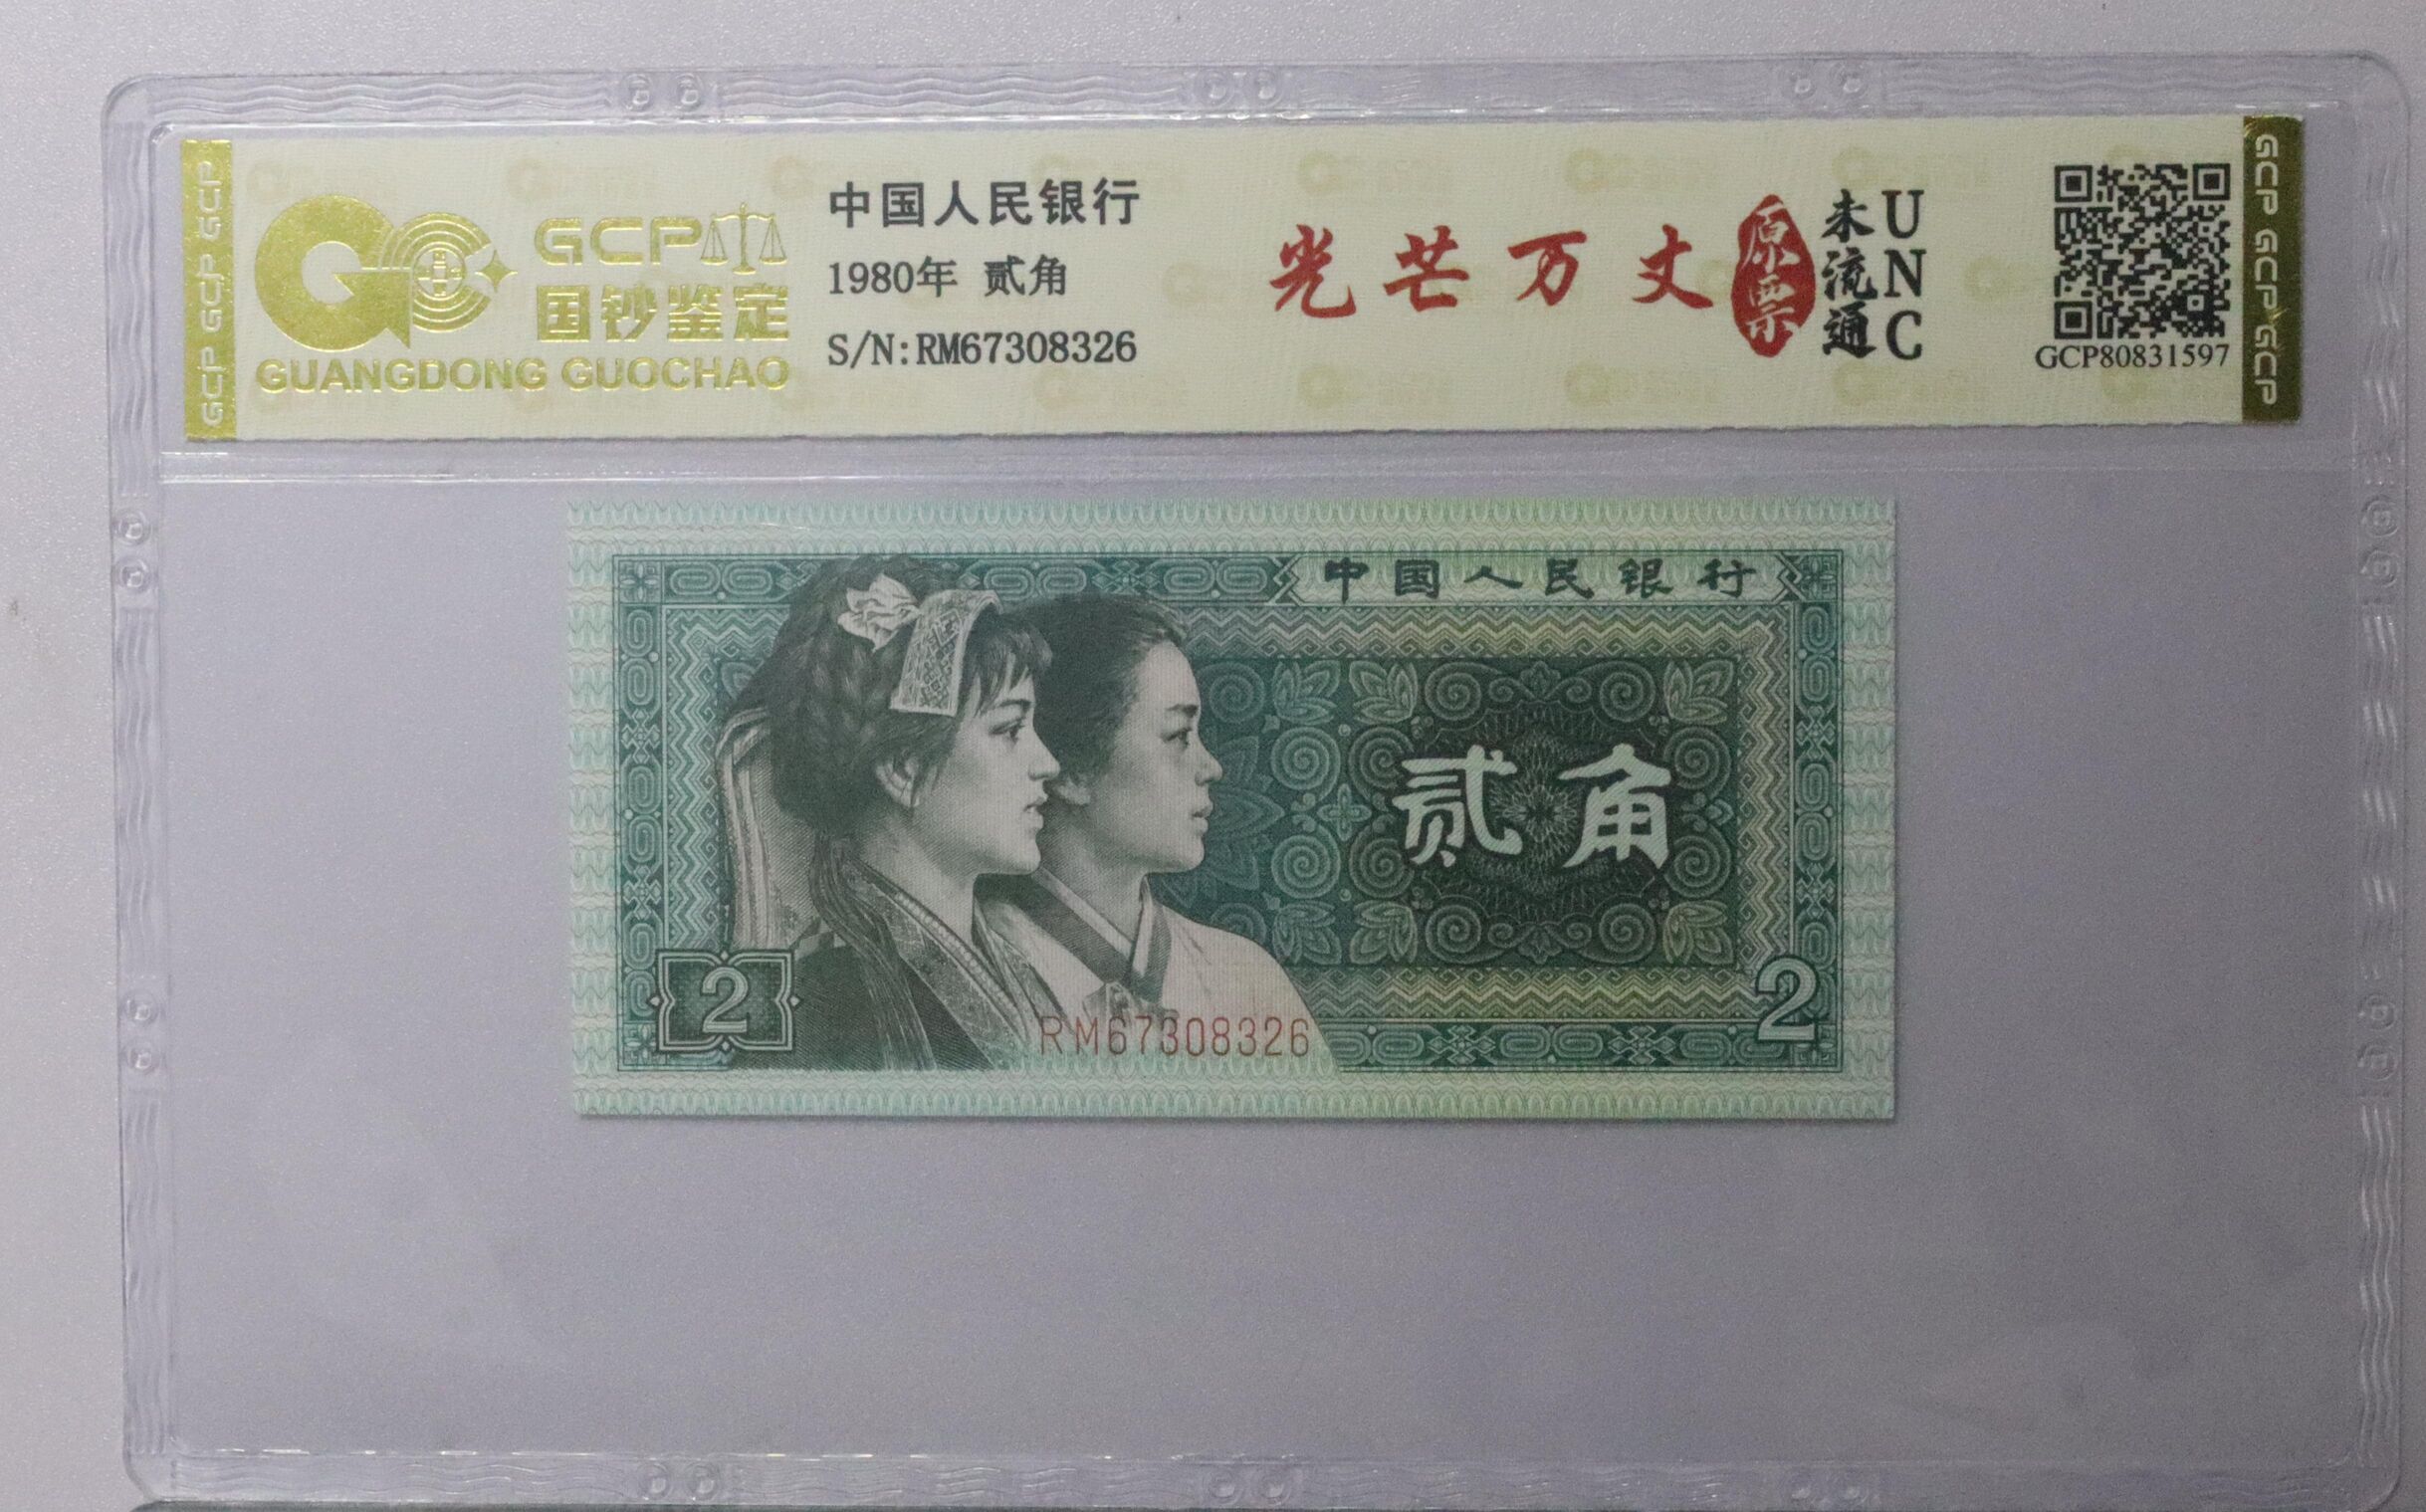 GCP GCP GCP
GCP
国钞鉴定
GUANGDONG GUOCHAO
中国人民银行
1980年 贰角
S/N:RM67308326
光芒万丈
原票
未流通
UNC
GCP80831597
GCP GCP GCP
中国人民银行
贰角
2
RM67308326
2